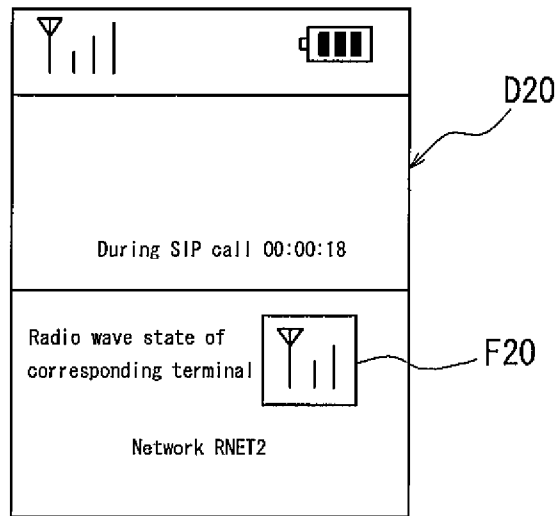 D20
During SIP call 00:00:18
Radio wave state of
corresponding terminal
F20
Network RNET2